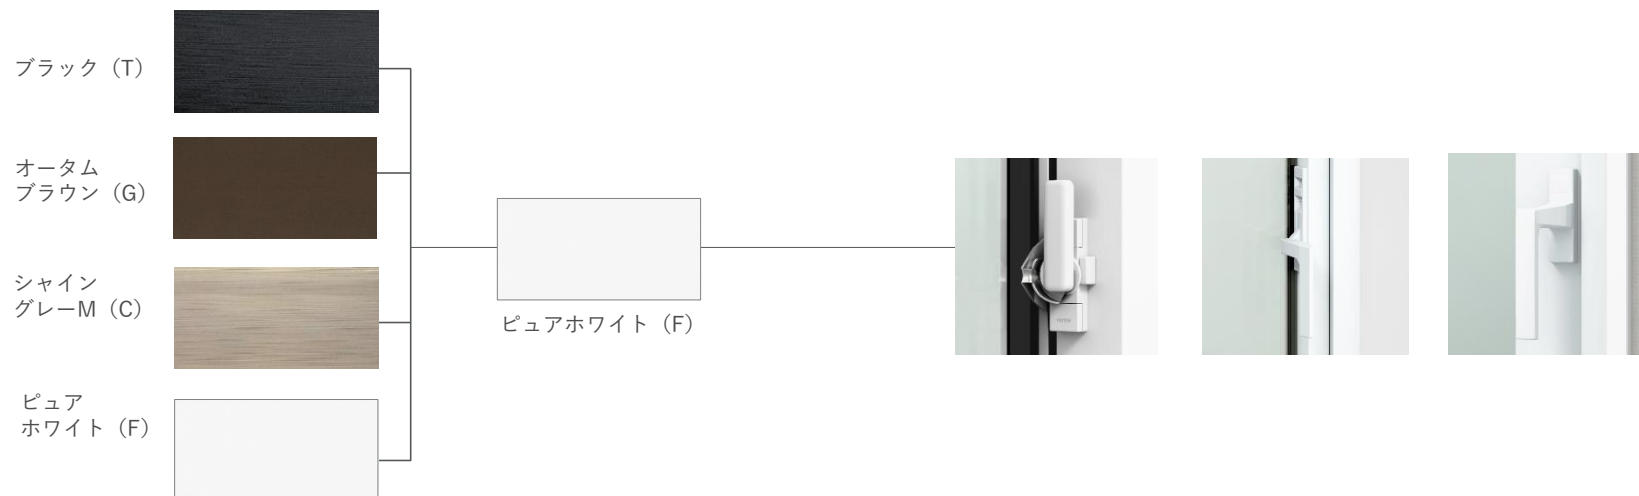 ブラック（T）
オータム
ブラウン（G）
シャイン
グレーM（C）
ピュアホワイト（F）
ピュア
ホワイト（F）